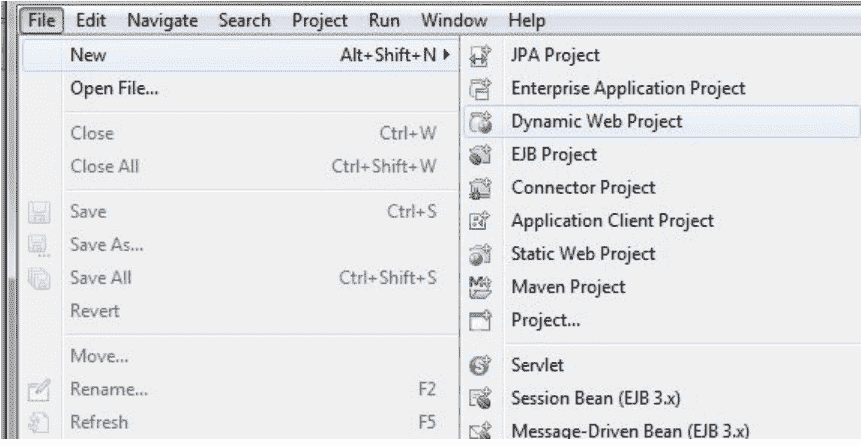 File Edit Navigate Search Project Run Window Help
New Alt+Shift+N
Open File...
Close Ctrl+W
Close All Ctrl+Shift+W
Save Ctrl+S
Save As...
Save All Ctrl+Shift+S
Revert
Move...
Rename... F2
Refresh F5
JPA Project
Enterprise Application Project
Dynamic Web Project
EJB Project
Connector Project
Application Client Project
Static Web Project
Maven Project
Project...
Servlet
Session Bean (EJB 3.x)
Message-Driven Bean (EJB 3.x)